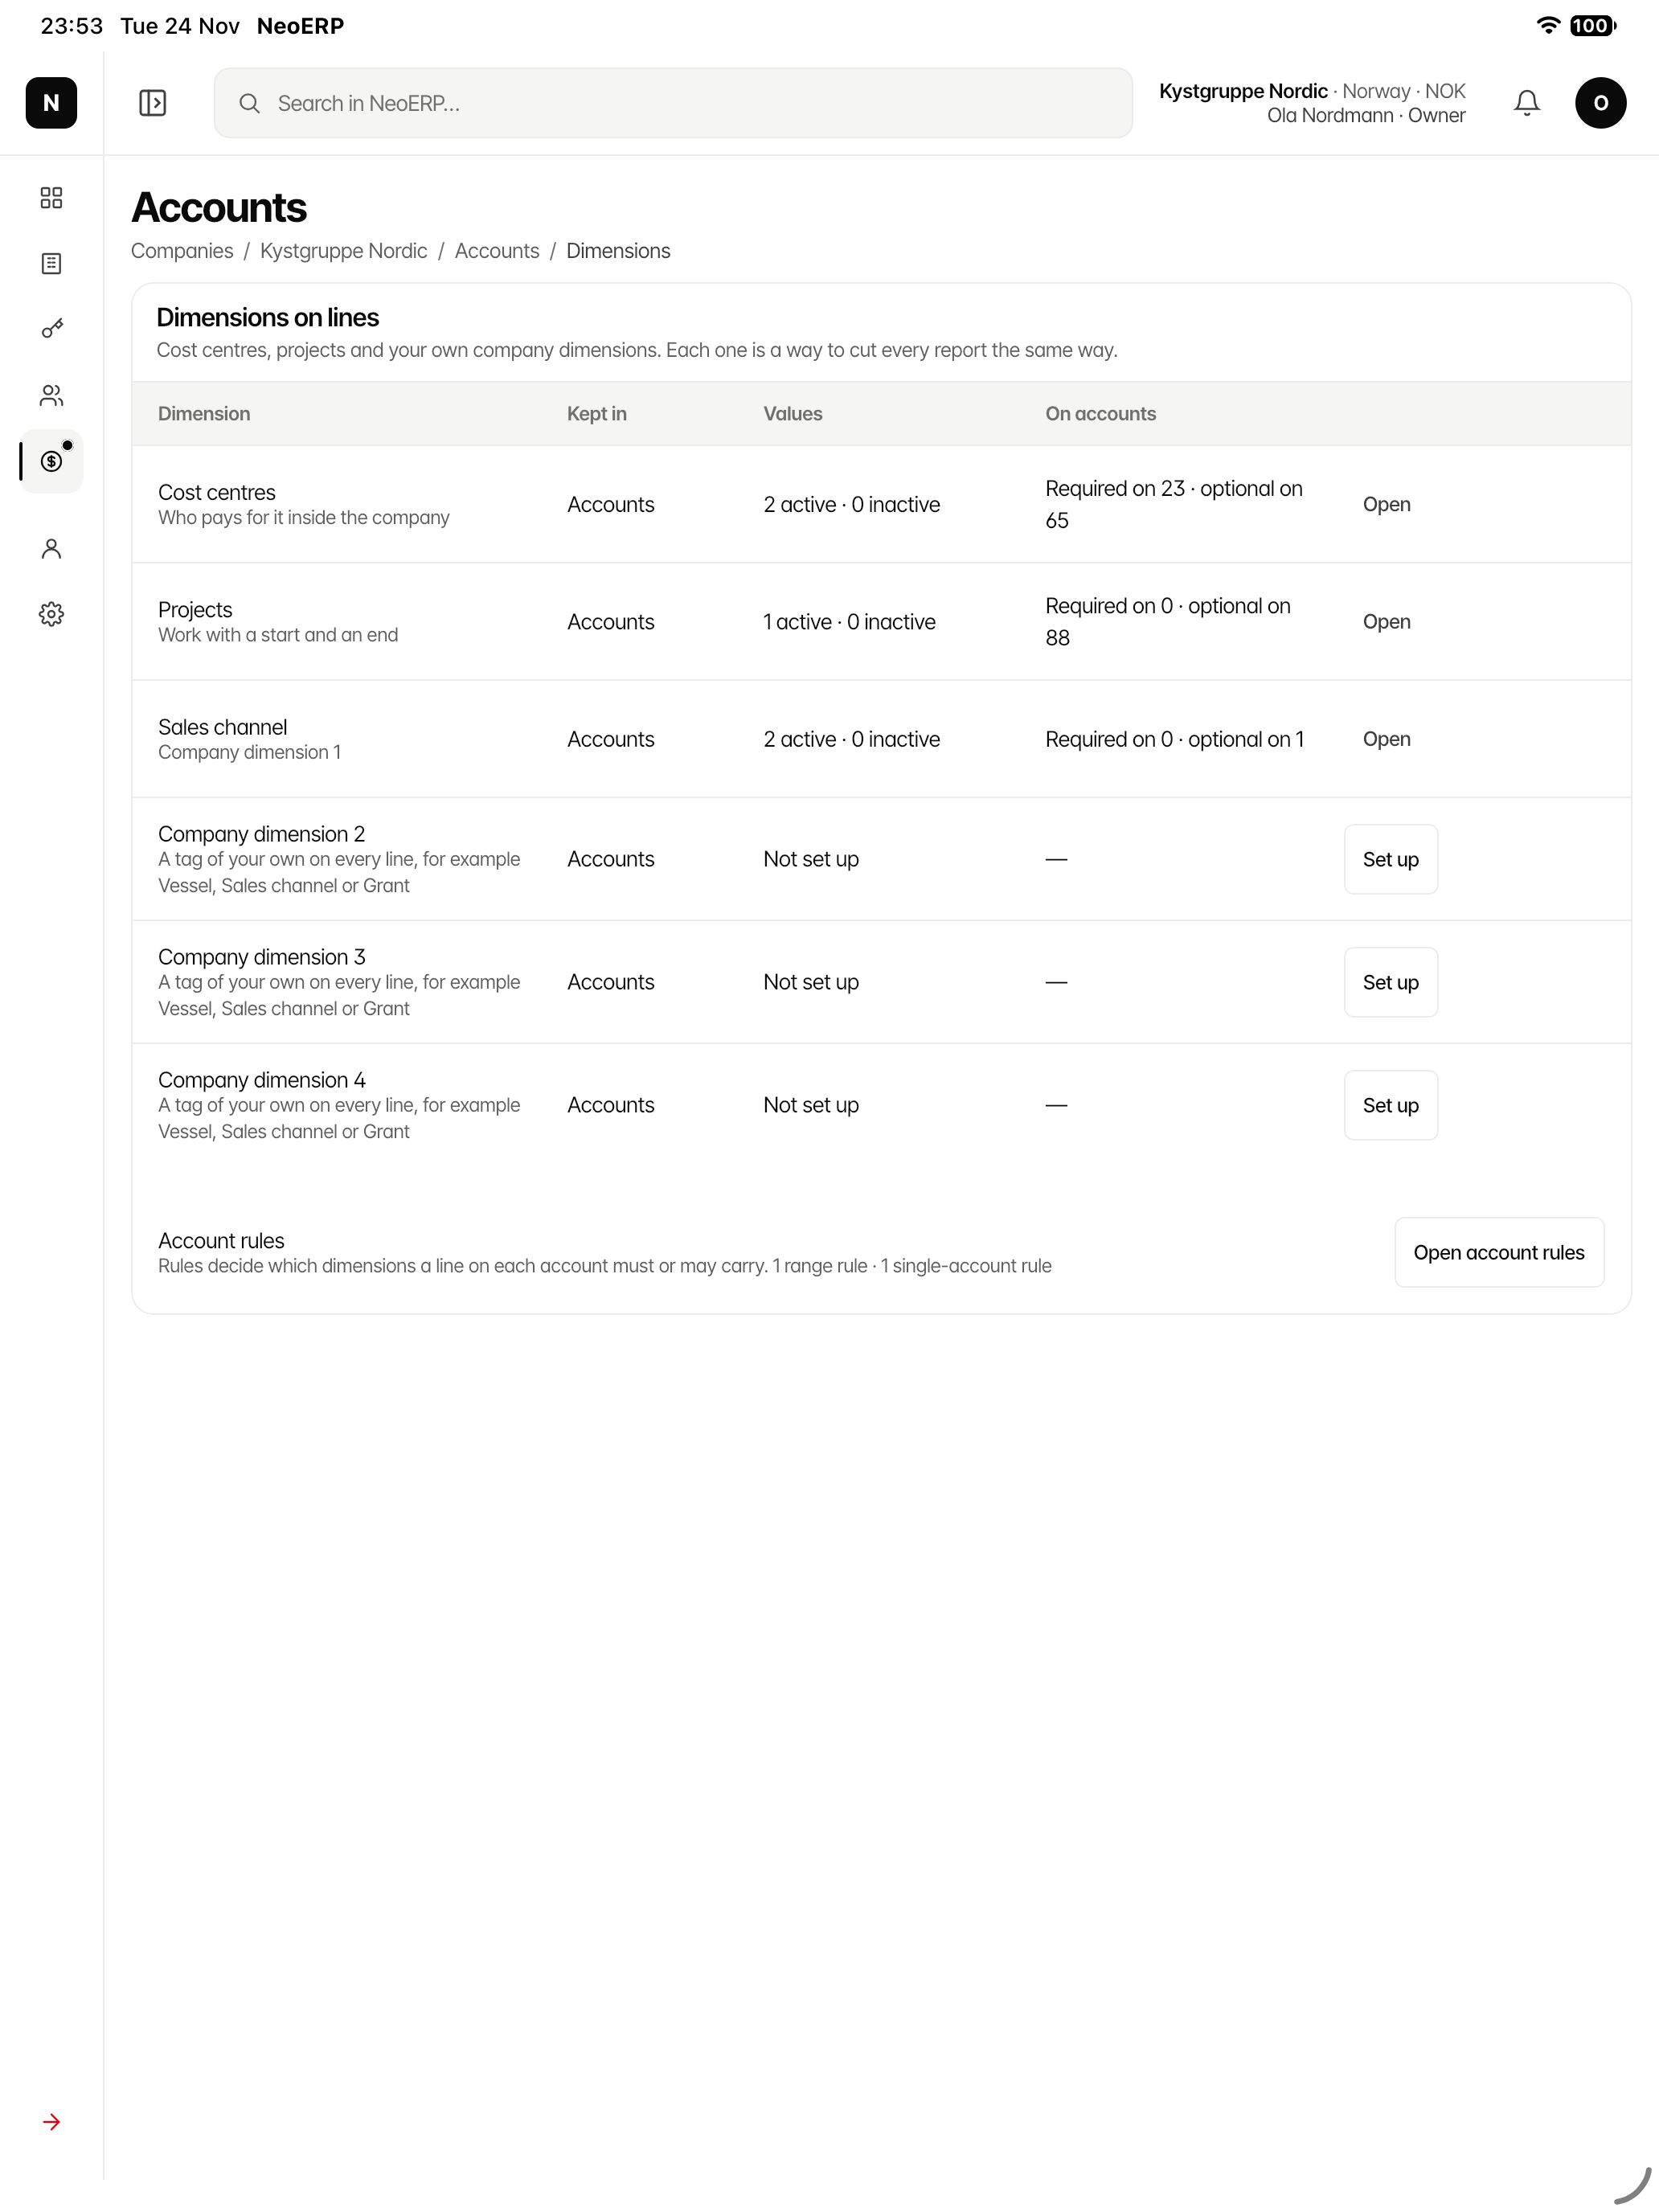 23:53 Tue 24 Nov NeoERP
100
N
Search in NeoERP...
Kystgruppe Nordic · Norway · NOK
Ola Nordmann · Owner
O
Accounts
Companies / Kystgruppe Nordic / Accounts / Dimensions
Dimensions on lines
Cost centres, projects and your own company dimensions. Each one is a way to cut every report the same way.
Dimension Kept in Values On accounts
Cost centres
Who pays for it inside the company
Accounts
2 active · 0 inactive
Required on 23 · optional on
65
Open
Projects
Work with a start and an end
Accounts
1 active · 0 inactive
Required on 0 · optional on
88
Open
Sales channel
Company dimension 1
Accounts
2 active · 0 inactive
Required on 0 · optional on 1
Open
Company dimension 2
A tag of your own on every line, for example
Vessel, Sales channel or Grant
Accounts
Not set up
—
Set up
Company dimension 3
A tag of your own on every line, for example
Vessel, Sales channel or Grant
Accounts
Not set up
—
Set up
Company dimension 4
A tag of your own on every line, for example
Vessel, Sales channel or Grant
Accounts
Not set up
—
Set up
Account rules
Rules decide which dimensions a line on each account must or may carry. 1 range rule · 1 single-account rule
Open account rules